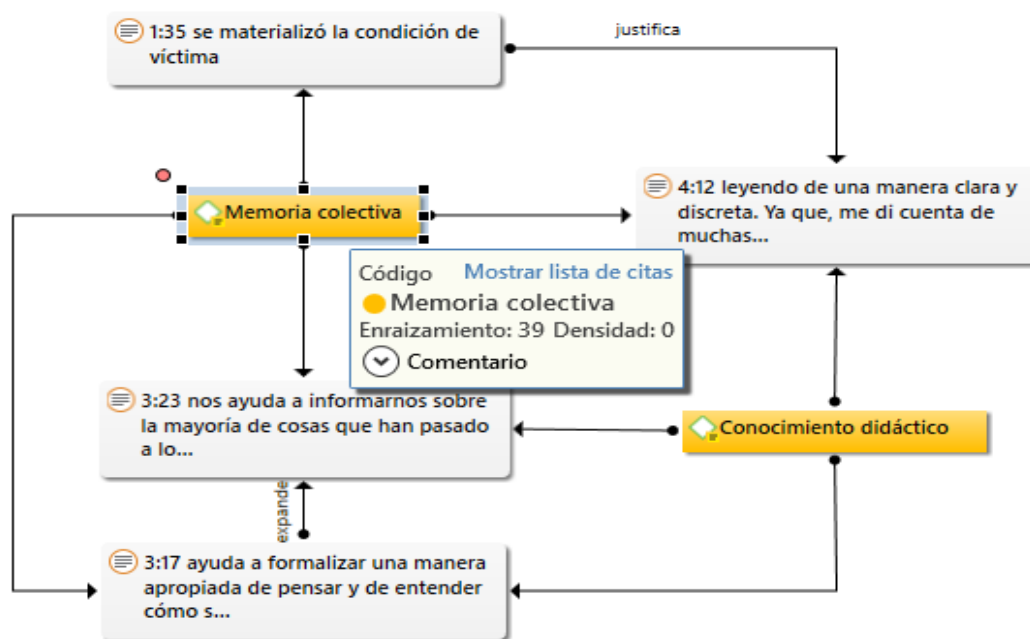 1:35 se materializó la condición de
víctima
justifica
4:12 leyendo de una manera clara y
discreta. Ya que, me di cuenta de
muchas...
Memoria colectiva
Código Mostrar lista de citas
Memoria colectiva
Enraizamiento: 39 Densidad: 0
Comentario
3:23 nos ayuda a informarnos sobre
la mayoría de cosas que han pasado
a lo...
Conocimiento didáctico
expande
3:17 ayuda a formalizar una manera
apropiada de pensar y de entender
cómo s...